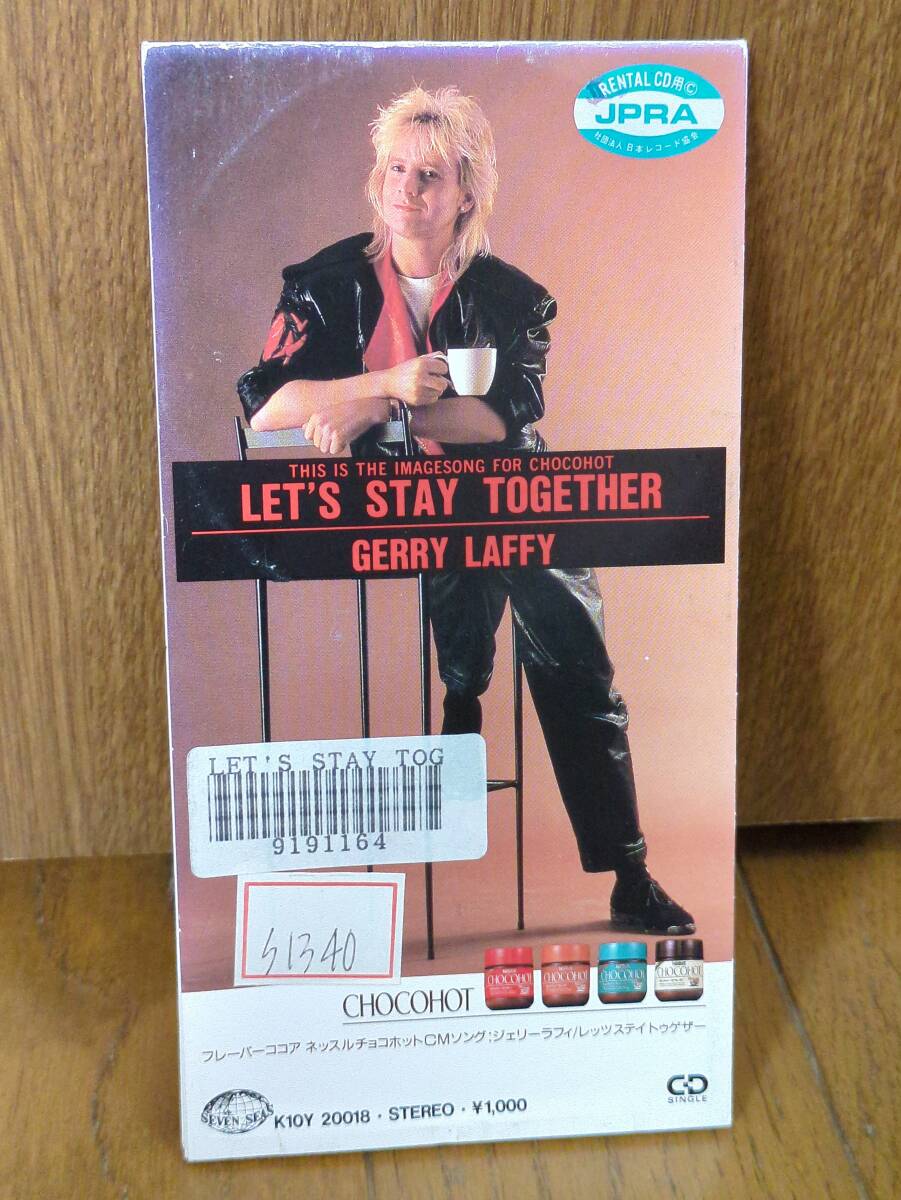 RENTAL CD用©
JPRA
社団法人 日本レコード協会
THIS IS THE IMAGESONG FOR CHOCOHOT
LET'S STAY TOGETHER
GERRY LAFFY
LET'S STAY TOG
9191164
S1340
CHOCOHOT
CHOCOHOT
CHOCOHOT
CHOCOHOT
CHOCOHOT
フレーバーココア ネッスルチョコホットCMソング:ジェリーラフィ/レッツステイトゥゲザー
SEVEN SEAS
K10Y 20018・STEREO・¥1,000
CD
SINGLE